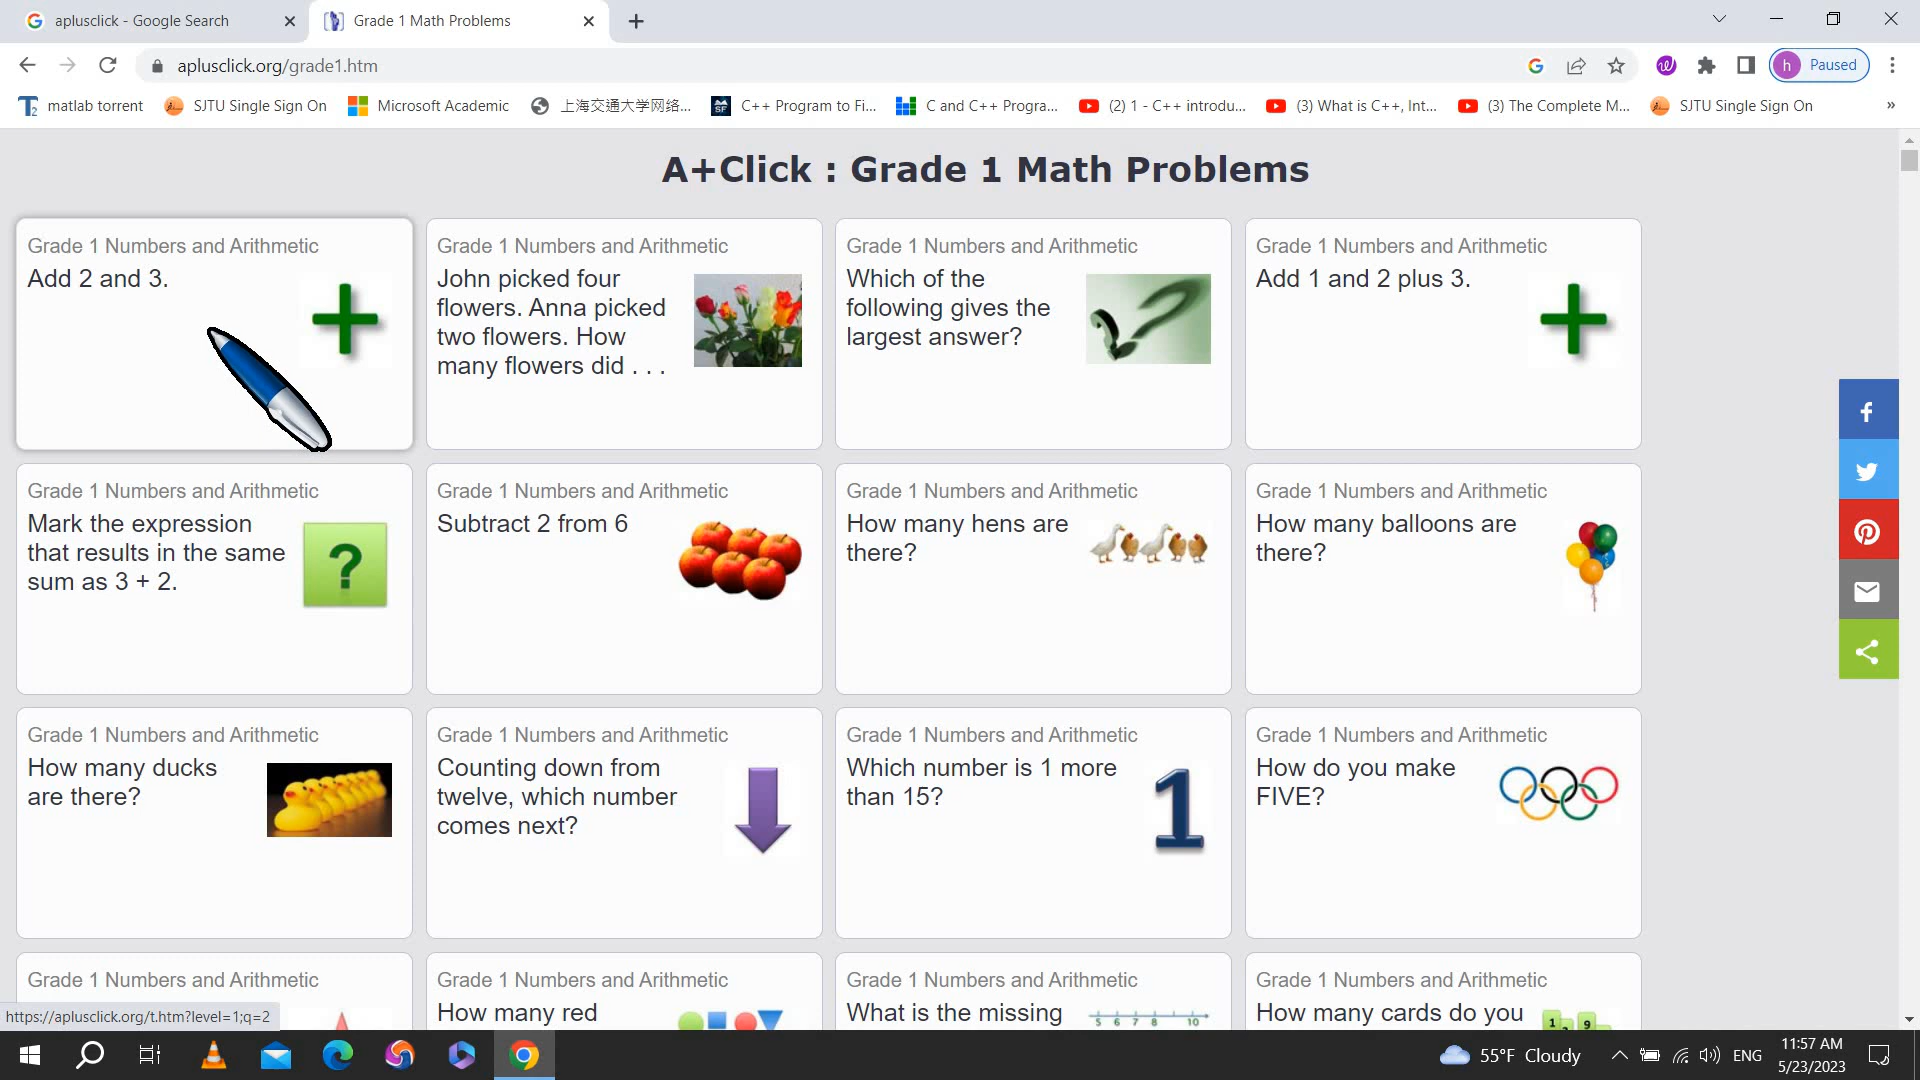 aplusclick - Google Search
Grade 1 Math Problems
aplusclick.org/grade1.htm
h Paused
matlab torrent
SJTU Single Sign On
Microsoft Academic
上海交通大学网络...
C++ Program to Fi...
C and C++ Progra...
(2) 1 - C++ introdu...
(3) What is C++, Int...
(3) The Complete M...
SJTU Single Sign On
»
A+Click : Grade 1 Math Problems
Grade 1 Numbers and Arithmetic
Add 2 and 3.
Grade 1 Numbers and Arithmetic
John picked four
flowers. Anna picked
two flowers. How
many flowers did . . .
Grade 1 Numbers and Arithmetic
Which of the
following gives the
largest answer?
Grade 1 Numbers and Arithmetic
Add 1 and 2 plus 3.
Grade 1 Numbers and Arithmetic
Mark the expression
that results in the same
sum as 3 + 2.
?
Grade 1 Numbers and Arithmetic
Subtract 2 from 6
Grade 1 Numbers and Arithmetic
How many hens are
there?
Grade 1 Numbers and Arithmetic
How many balloons are
there?
Grade 1 Numbers and Arithmetic
How many ducks
are there?
Grade 1 Numbers and Arithmetic
Counting down from
twelve, which number
comes next?
Grade 1 Numbers and Arithmetic
Which number is 1 more
than 15?
1
Grade 1 Numbers and Arithmetic
How do you make
FIVE?
Grade 1 Numbers and Arithmetic
Grade 1 Numbers and Arithmetic
How many red
Grade 1 Numbers and Arithmetic
What is the missing
5 6 7 8 10
Grade 1 Numbers and Arithmetic
How many cards do you
1 9
https://aplusclick.org/t.htm?level=1;q=2
55°F Cloudy
ENG
11:57 AM
5/23/2023